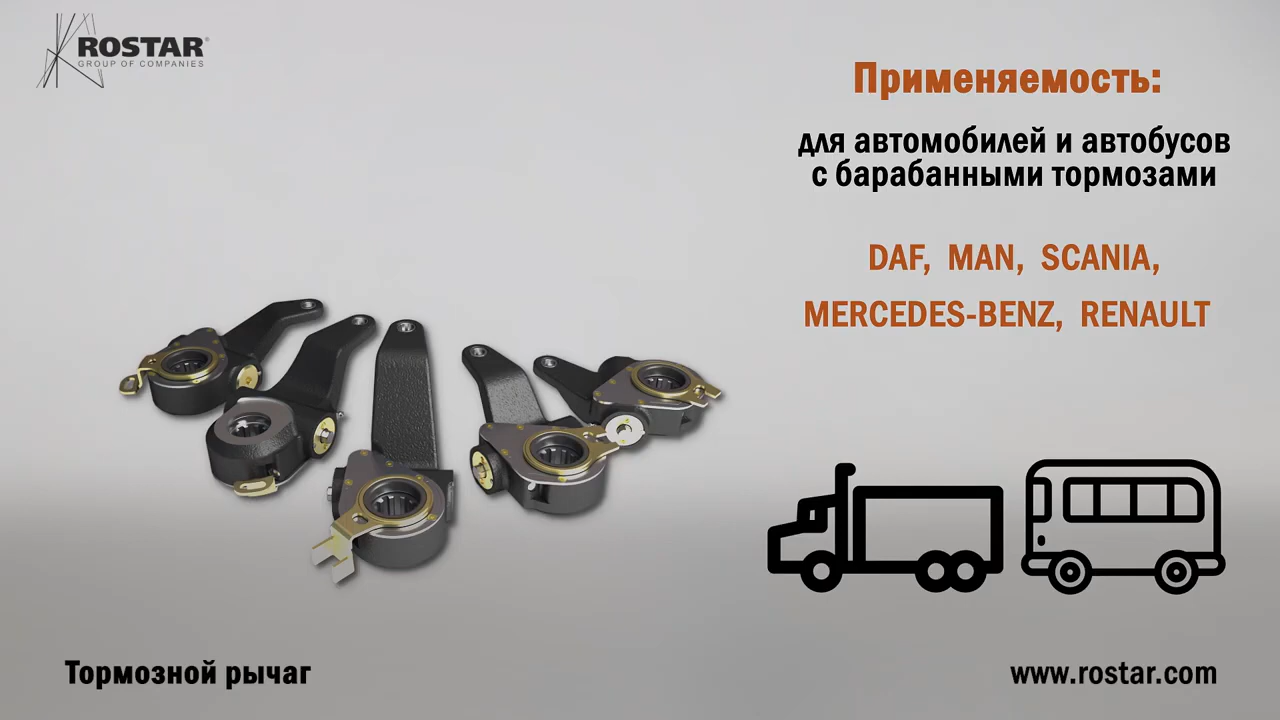 ROSTAR®
GROUP OF COMPANIES
Применяемость:
для автомобилей и автобусов
с барабанными тормозами
DAF, MAN, SCANIA,
MERCEDES-BENZ, RENAULT
Тормозной рычаг
www.rostar.com